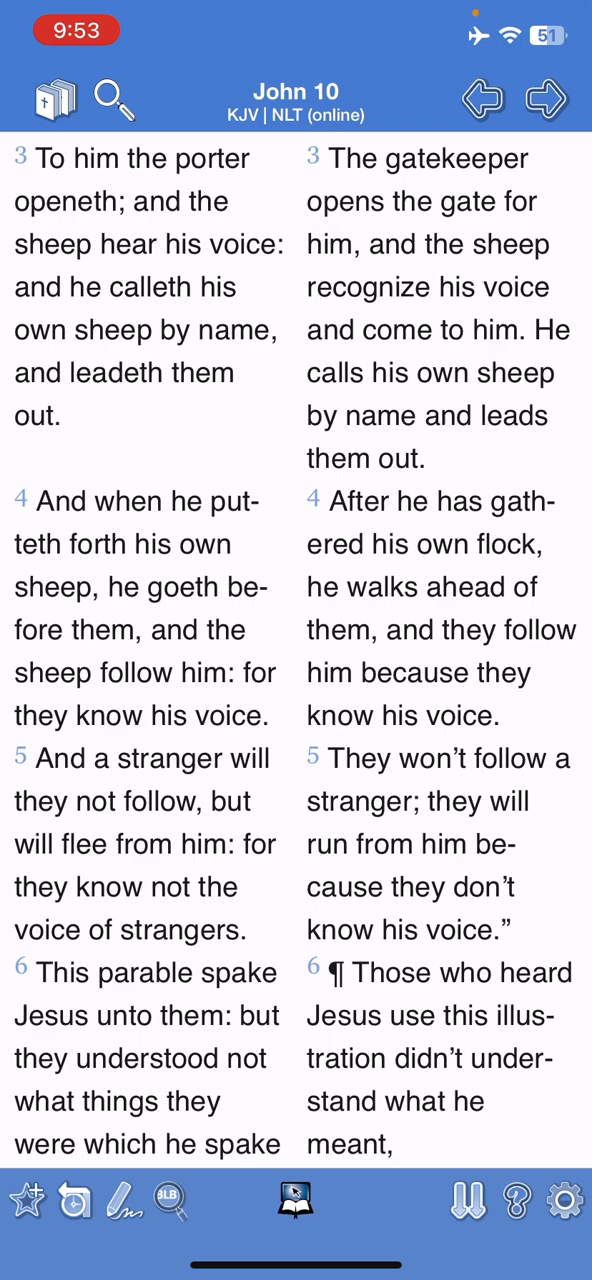 9:53
51
John 10
KJV | NLT (online)
3 To him the porter
openeth; and the
sheep hear his voice:
and he calleth his
own sheep by name,
and leadeth them
out.
4 And when he put-
teth forth his own
sheep, he goeth be-
fore them, and the
sheep follow him: for
they know his voice.
5 And a stranger will
they not follow, but
will flee from him: for
they know not the
voice of strangers.
6 This parable spake
Jesus unto them: but
they understood not
what things they
were which he spake
3 The gatekeeper
opens the gate for
him, and the sheep
recognize his voice
and come to him. He
calls his own sheep
by name and leads
them out.
4 After he has gath-
ered his own flock,
he walks ahead of
them, and they follow
him because they
know his voice.
5 They won’t follow a
stranger; they will
run from him be-
cause they don’t
know his voice.”
6 ¶ Those who heard
Jesus use this illus-
tration didn’t under-
stand what he
meant,
BLB